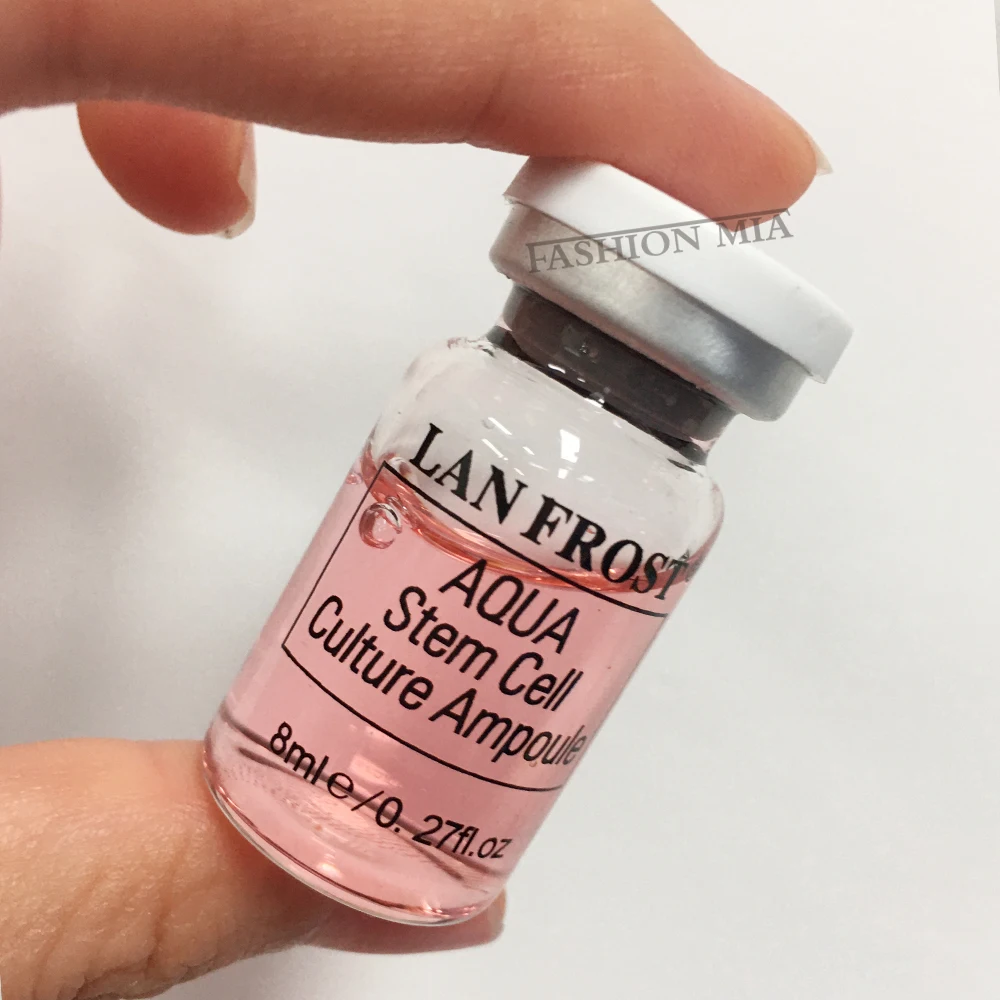 FASHION MIA
LAN FROST
AQUA
Stem Cell
Culture Ampoule
8ml℮/0. 27fl.oz